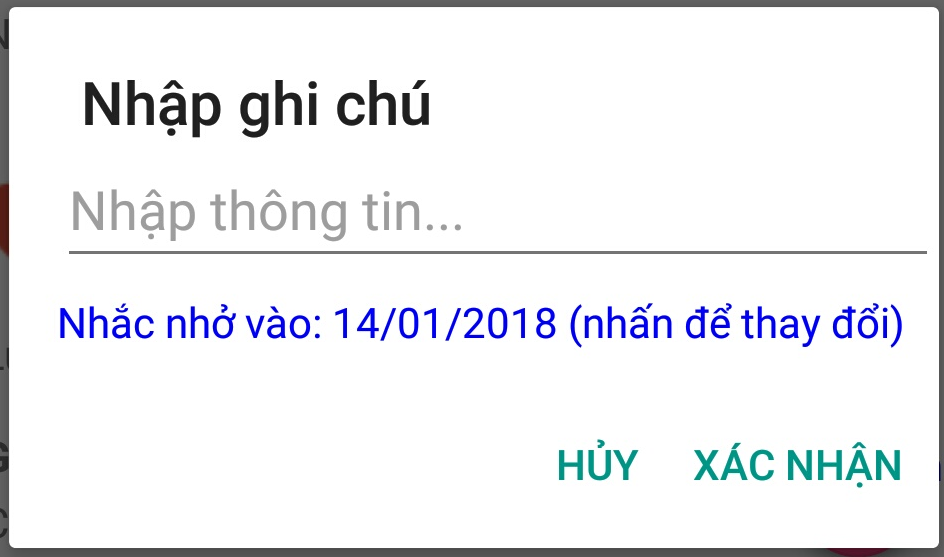 Nhập ghi chú
Nhập thông tin...
Nhắc nhở vào: 14/01/2018 (nhấn để thay đổi)
HỦY XÁC NHẬN